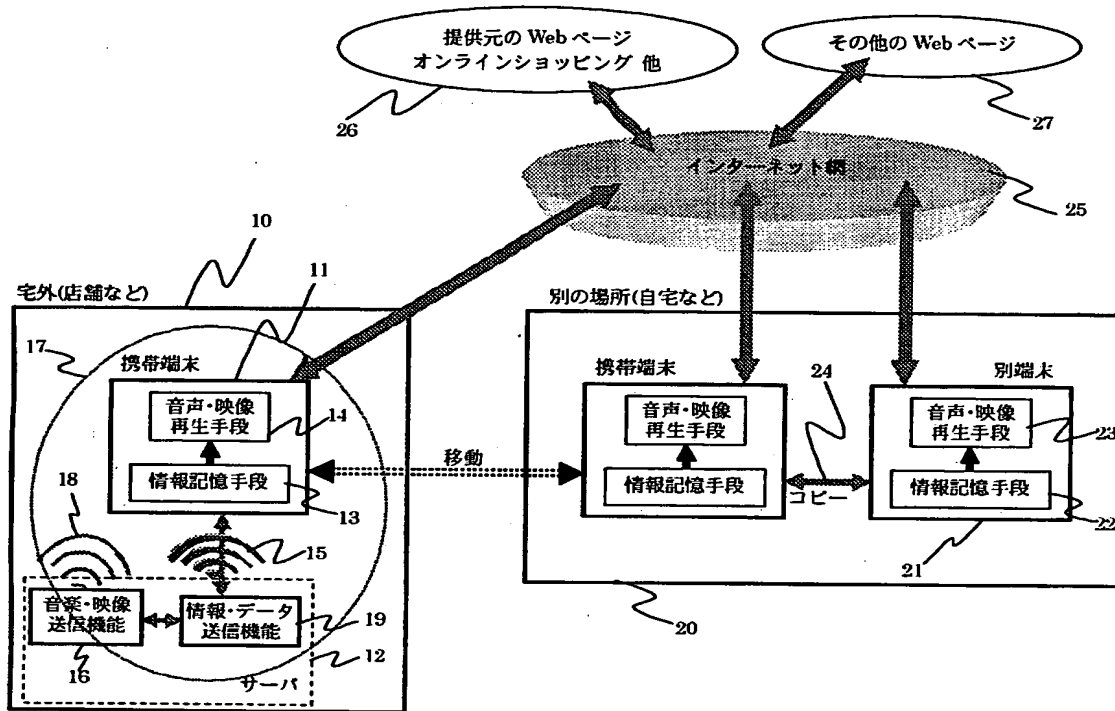 提供元の Web ページ
オンラインショッピング 他
その他の Web ページ
26
27
インターネット網
25
10
11
宅外(店舗など)
17
携帯端末
音声・映像
再生手段
14
情報記憶手段
13
18
15
音楽・映像
送信機能
16
情報・データ
送信機能
19
12
サーバ
移動
別の場所(自宅など)
携帯端末
音声・映像
再生手段
情報記憶手段
24
コピー
別端末
音声・映像
再生手段
23
情報記憶手段
22
21
20